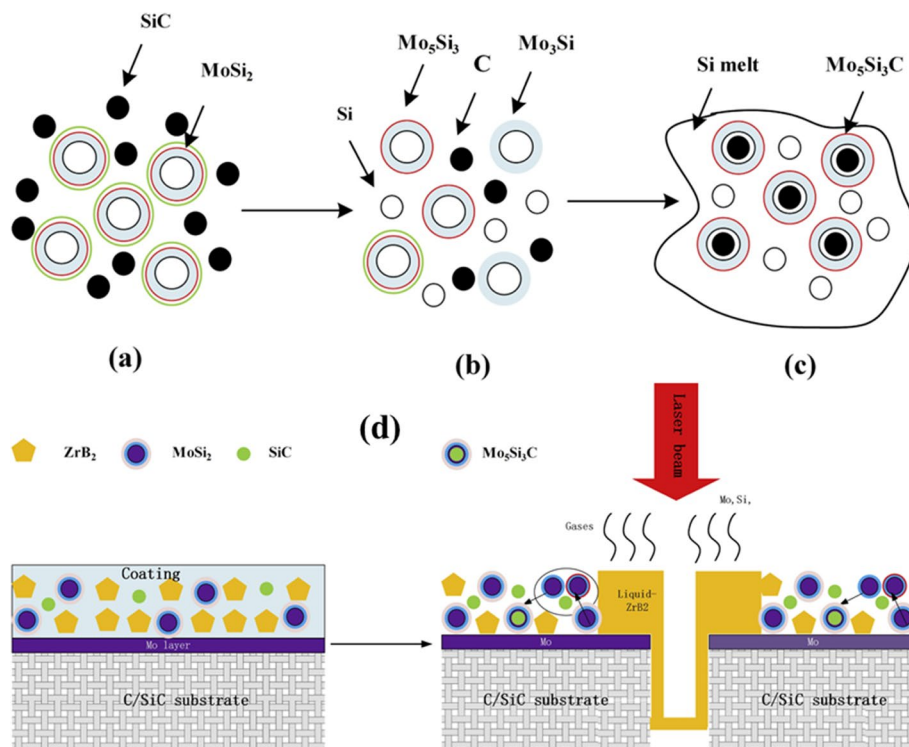 SiC
MoSi₂
Mo₅Si₃
C
Mo₃Si
Si
Si melt
Mo₅Si₃C
(a)
(b)
(c)
(d)
ZrB₂
MoSi₂
SiC
Mo₅Si₃C
Laser beam
Gases
Mo,Si,
Coating
Mo layer
C/SiC substrate
Liquid-
ZrB2
Mo
Mo
C/SiC substrate
C/SiC substrate